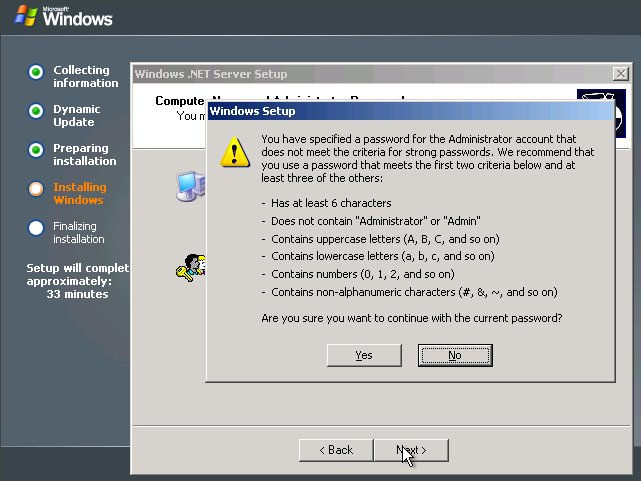 Microsoft
Windows
Collecting
information
Dynamic
Update
Preparing
installation
Installing
Windows
Finalizing
installation
Setup will complet
approximately:
33 minutes
Windows .NET Server Setup
Compute
You m
Windows Setup
You have specified a password for the Administrator account that
does not meet the criteria for strong passwords. We recommend that
you use a password that meets the first two criteria below and at
least three of the others:
- Has at least 6 characters
- Does not contain "Administrator" or "Admin"
- Contains uppercase letters (A, B, C, and so on)
- Contains lowercase letters (a, b, c, and so on)
- Contains numbers (0, 1, 2, and so on)
- Contains non-alphanumeric characters (#, &, ~, and so on)
Are you sure you want to continue with the current password?
Yes
No
< Back
Next >